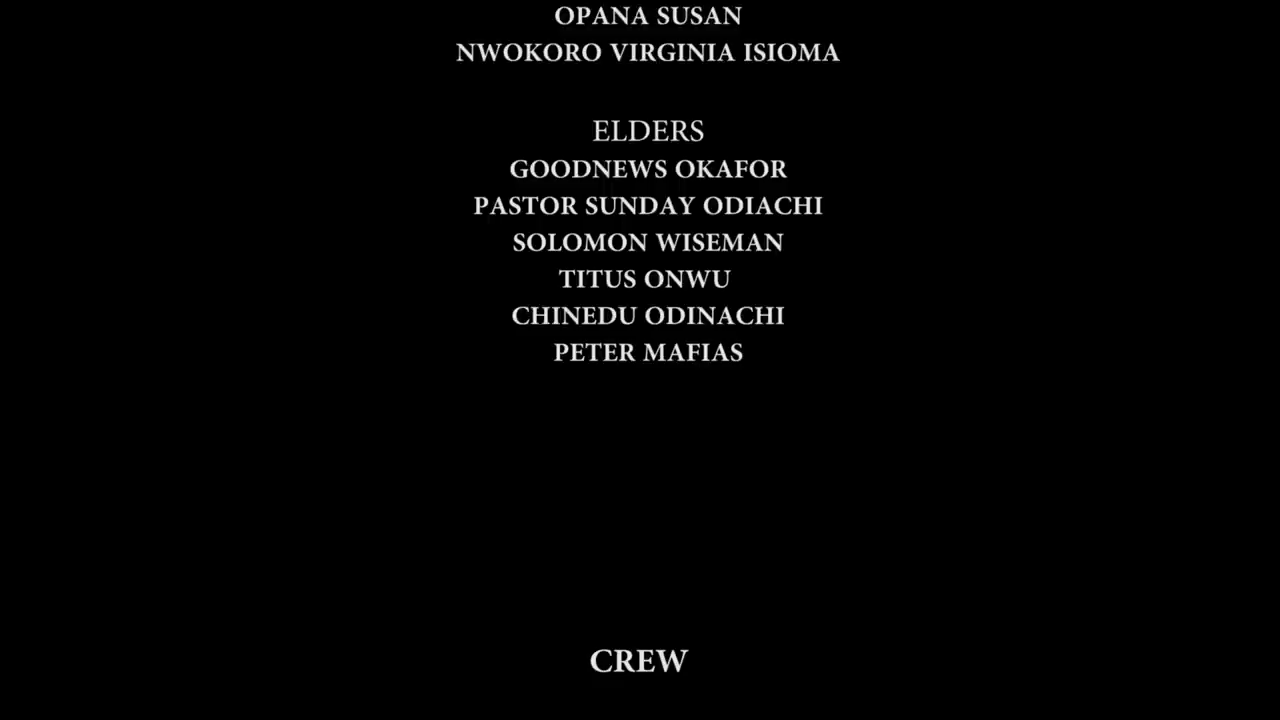 OPANA SUSAN
NWOKORO VIRGINIA ISIOMA
ELDERS
GOODNEWS OKAFOR
PASTOR SUNDAY ODIACHI
SOLOMON WISEMAN
TITUS ONWU
CHINEDU ODINACHI
PETER MAFIAS
CREW